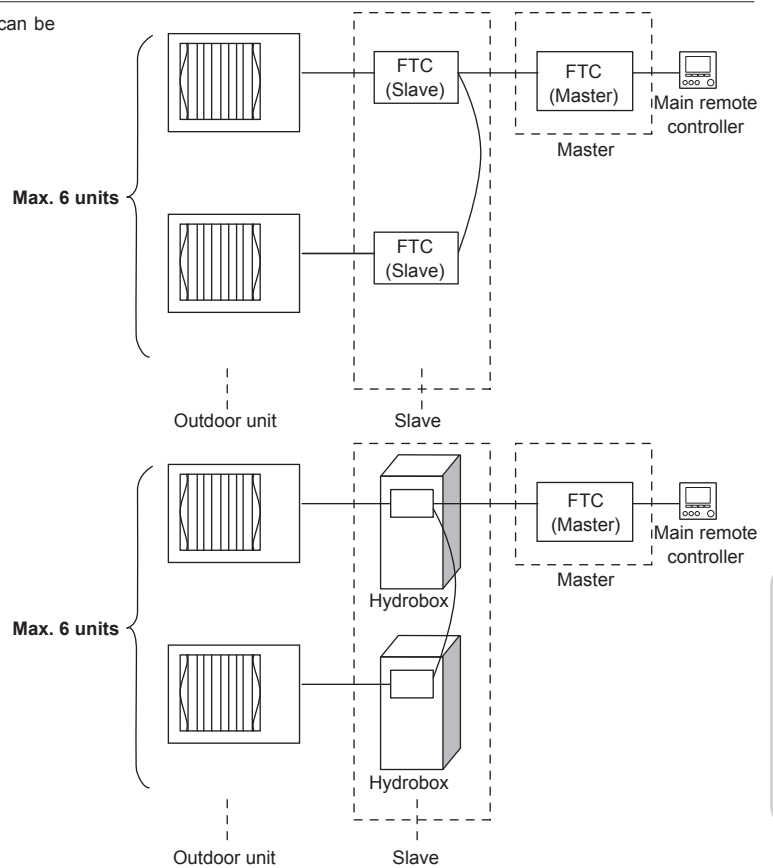 can be
FTC
(Slave)
FTC
(Master)
Main remote
controller
Master
Max. 6 units
FTC
(Slave)
Outdoor unit
Slave
FTC
(Master)
Main remote
controller
Master
Hydrobox
Max. 6 units
Hydrobox
Outdoor unit
Slave